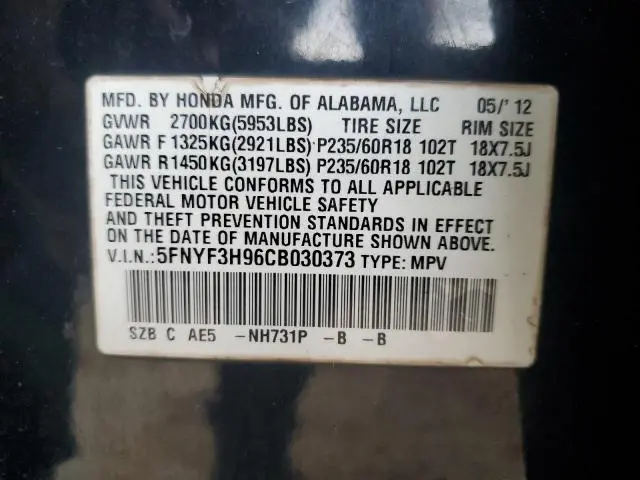 MFD. BY HONDA MFG. OF ALABAMA, LLC 05/'12
GVWR 2700KG(5953LBS) TIRE SIZE RIM SIZE
GAWR F 1325KG(2921LBS) P235/60R18 102T 18X7.5J
GAWR R1450KG(3197LBS) P235/60R18 102T 18X7.5J
THIS VEHICLE CONFORMS TO ALL APPLICABLE
FEDERAL MOTOR VEHICLE SAFETY
AND THEFT PREVENTION STANDARDS IN EFFECT
ON THE DATE OF MANUFACTURE SHOWN ABOVE.
V.I.N.:5FNYF3H96CB030373 TYPE: MPV
SZB C AE5 -NH731P -B -B